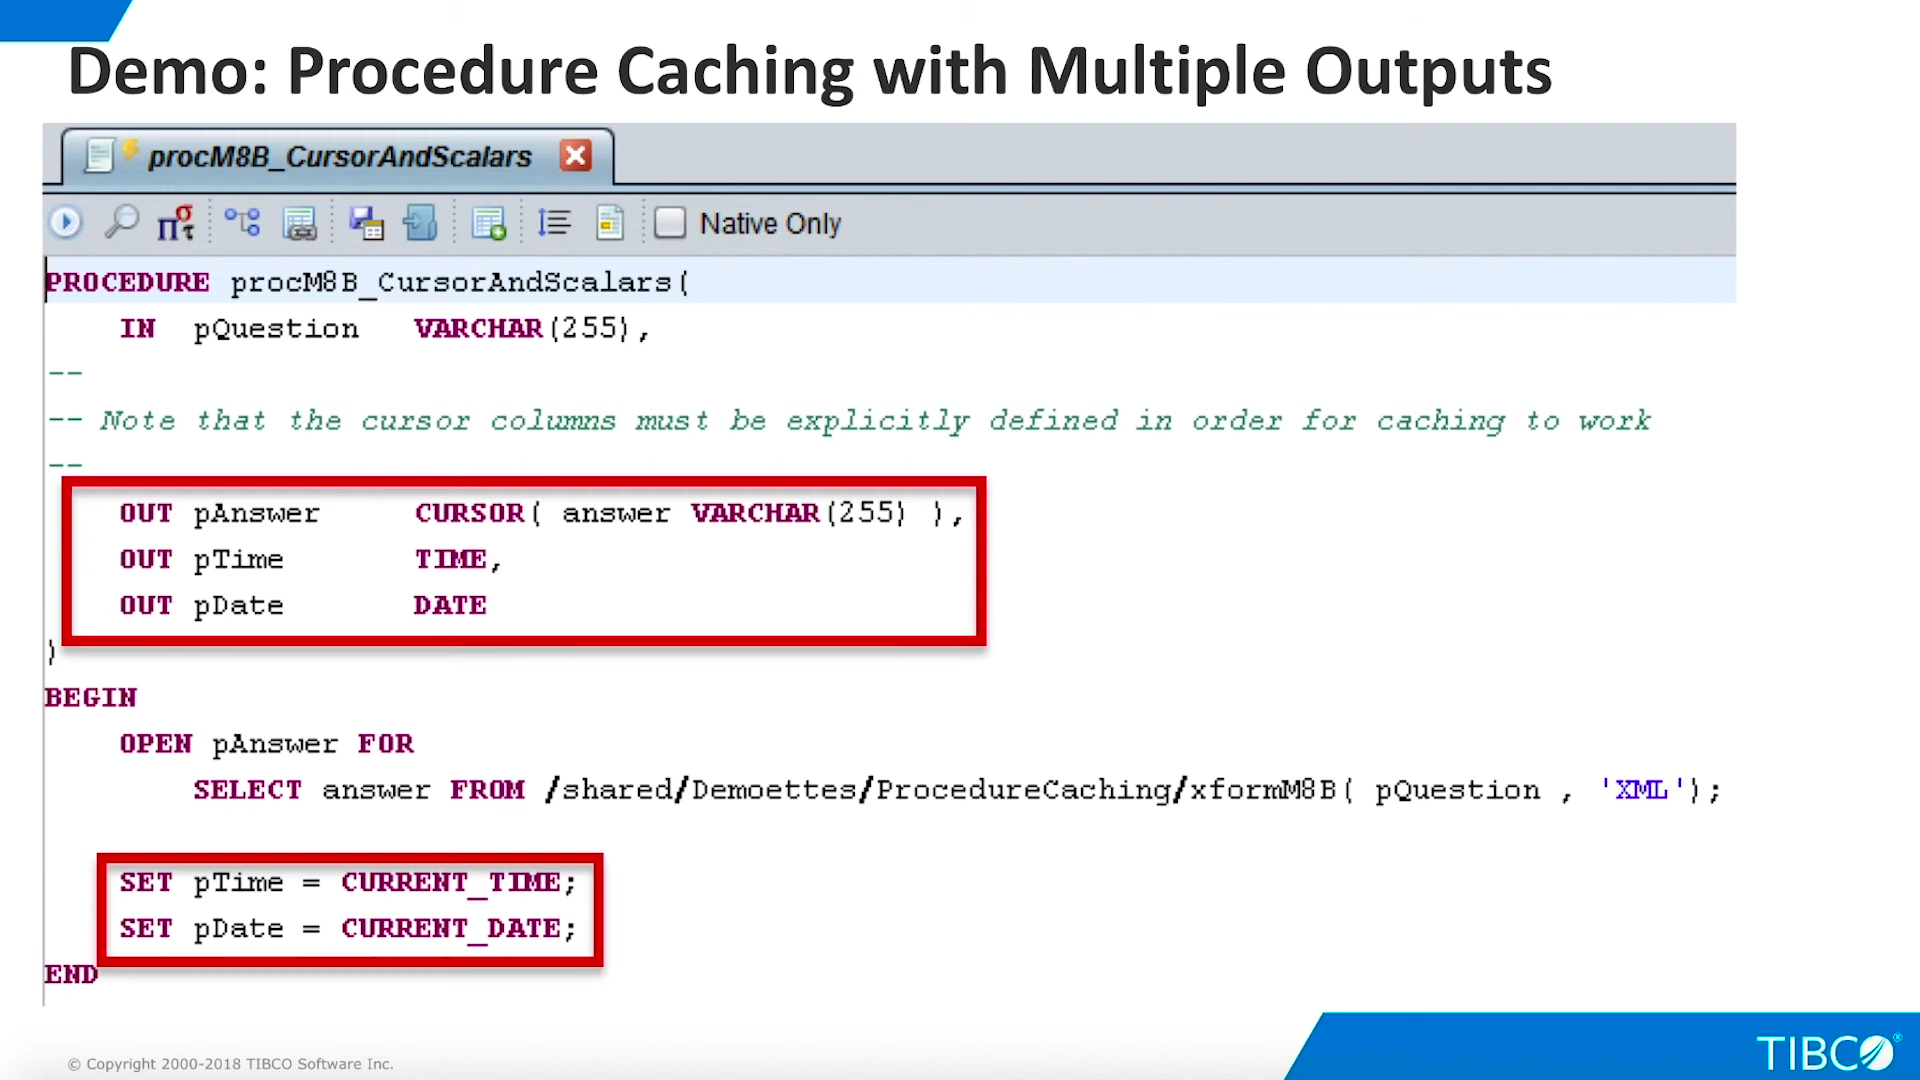 Demo: Procedure Caching with Multiple Outputs
procM8B_CursorAndScalars
Native Only
PROCEDURE procM8B_CursorAndScalars(
IN pQuestion VARCHAR(255),
--
-- Note that the cursor columns must be explicitly defined in order for caching to work
--
OUT pAnswer CURSOR( answer VARCHAR(255) ),
OUT pTime TIME,
OUT pDate DATE
)
BEGIN
OPEN pAnswer FOR
SELECT answer FROM /shared/Demoettes/ProcedureCaching/xformM8B( pQuestion , 'XML');
SET pTime = CURRENT_TIME;
SET pDate = CURRENT_DATE;
END
© Copyright 2000-2018 TIBCO Software Inc.
TIBCO®